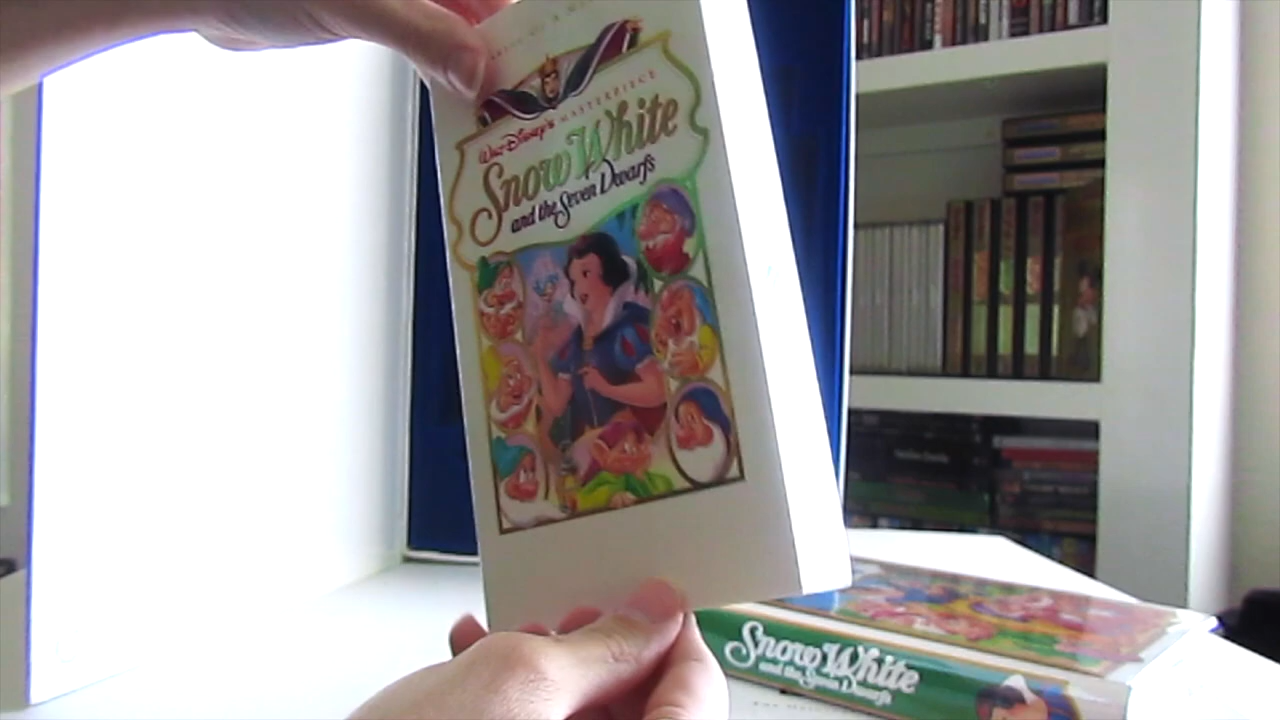 WALT DISNEY'S MASTERPIECE
Snow White
and the Seven Dwarfs
Snow White
and the Seven Dwarfs